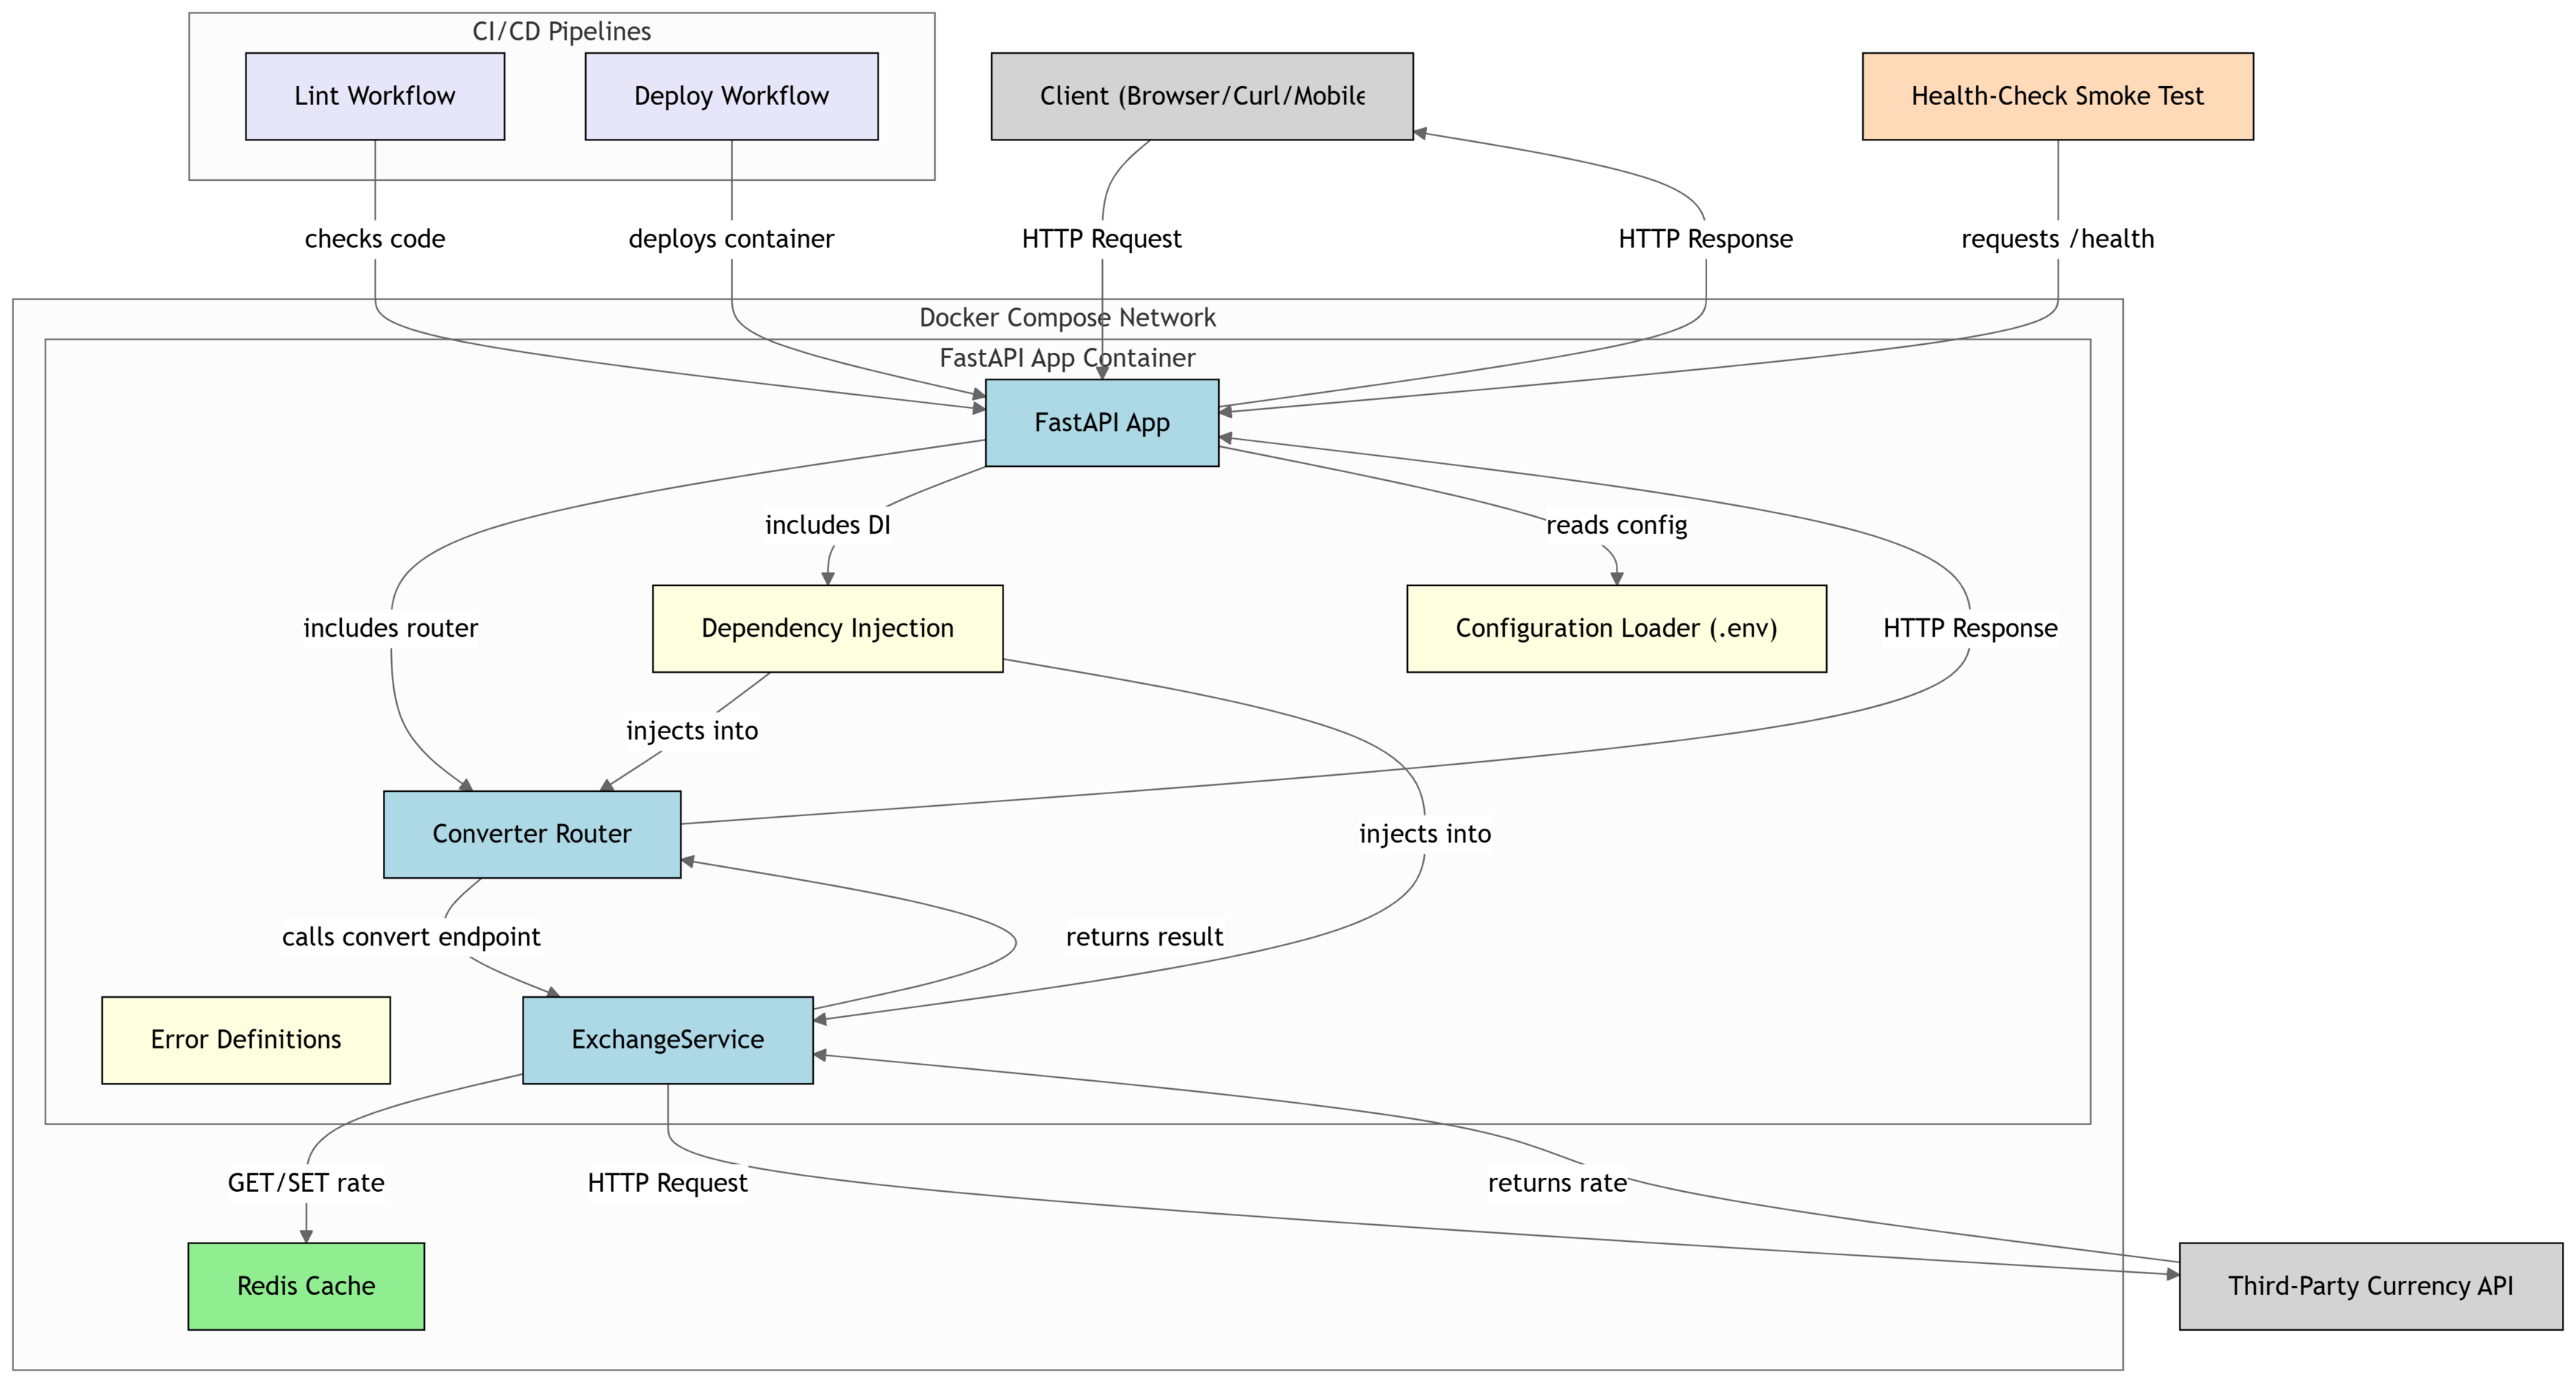 CI/CD Pipelines
Lint Workflow
Deploy Workflow
Client (Browser/Curl/Mobile
Health-Check Smoke Test
checks code
deploys container
HTTP Request
HTTP Response
requests /health
Docker Compose Network
FastAPI App Container
FastAPI App
includes DI
reads config
includes router
Dependency Injection
Configuration Loader (.env)
HTTP Response
injects into
Converter Router
injects into
calls convert endpoint
returns result
Error Definitions
ExchangeService
GET/SET rate
HTTP Request
returns rate
Redis Cache
Third-Party Currency API